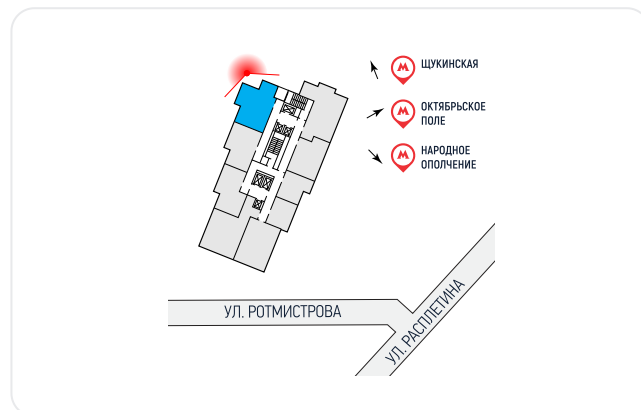 ЩУКИНСКАЯ
ОКТЯБРЬСКОЕ
ПОЛЕ
НАРОДНОЕ
ОПОЛЧЕНИЕ
УЛ. РОТМИСТРОВА
УЛ. РАСПЛЕТИНА